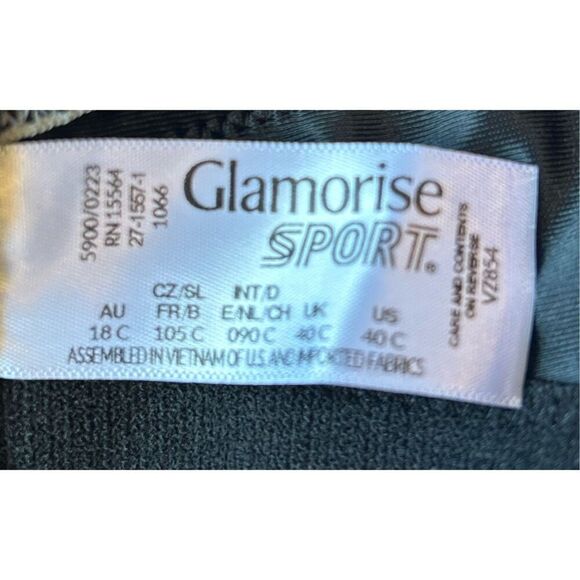 5900/0223
RN 15564
27-1557-1
1066
Glamorise
SPORT®
CZ/SL INT/D
AU FR/B E/NL/CH UK US
18 C 105 C 090 C 40 C 40 C
ASSEMBLED IN VIETNAM OF U.S. AND IMPORTED FABRICS
CARE AND CONTENTS
ON REVERSE
VZ854